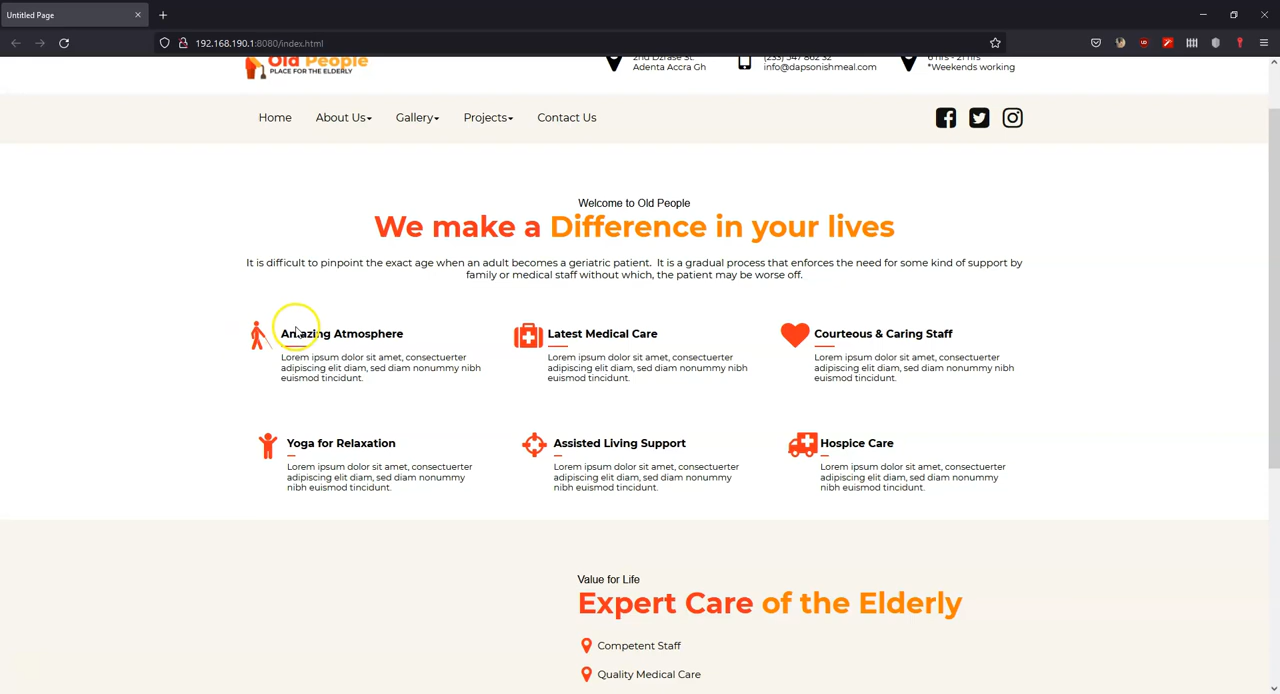 Untitled Page
192.168.190.1:8080/index.html
Old People
PLACE FOR THE ELDERLY
Adenta Accra Gh
info@dapsonishmeal.com
*Weekends working
Home About Us Gallery Projects Contact Us
Welcome to Old People
We make a Difference in your lives
It is difficult to pinpoint the exact age when an adult becomes a geriatric patient. It is a gradual process that enforces the need for some kind of support by
family or medical staff without which, the patient may be worse off.
Amazing Atmosphere
Lorem ipsum dolor sit amet, consectuerter
adipiscing elit diam, sed diam nonummy nibh
euismod tincidunt.
Latest Medical Care
Lorem ipsum dolor sit amet, consectuerter
adipiscing elit diam, sed diam nonummy nibh
euismod tincidunt.
Courteous & Caring Staff
Lorem ipsum dolor sit amet, consectuerter
adipiscing elit diam, sed diam nonummy nibh
euismod tincidunt.
Yoga for Relaxation
Lorem ipsum dolor sit amet, consectuerter
adipiscing elit diam, sed diam nonummy
nibh euismod tincidunt.
Assisted Living Support
Lorem ipsum dolor sit amet, consectuerter
adipiscing elit diam, sed diam nonummy
nibh euismod tincidunt.
Hospice Care
Lorem ipsum dolor sit amet, consectuerter
adipiscing elit diam, sed diam nonummy
nibh euismod tincidunt.
Value for Life
Expert Care of the Elderly
Competent Staff
Quality Medical Care